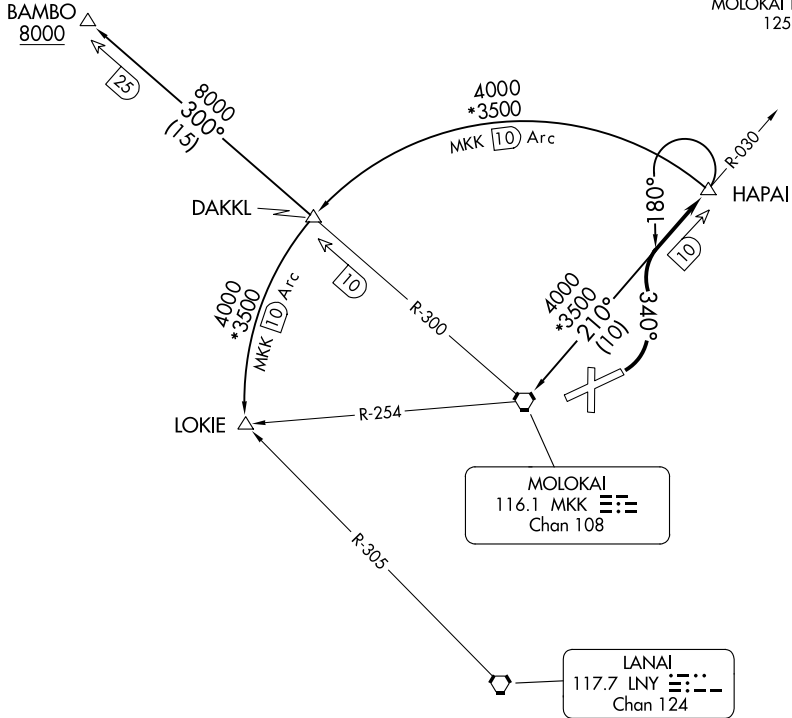 BAMBO
8000
MOLOKAI
125
25
8000
300°
(15)
4000
*3500
MKK 10 Arc
R-030
HAPAI
180°
10
DAKKL
10
4000
*3500
MKK 10 Arc
R-300
4000
*3500
210°
(10)
340°
R-254
LOKIE
MOLOKAI
116.1 MKK
Chan 108
R-305
LANAI
117.7 LNY
Chan 124